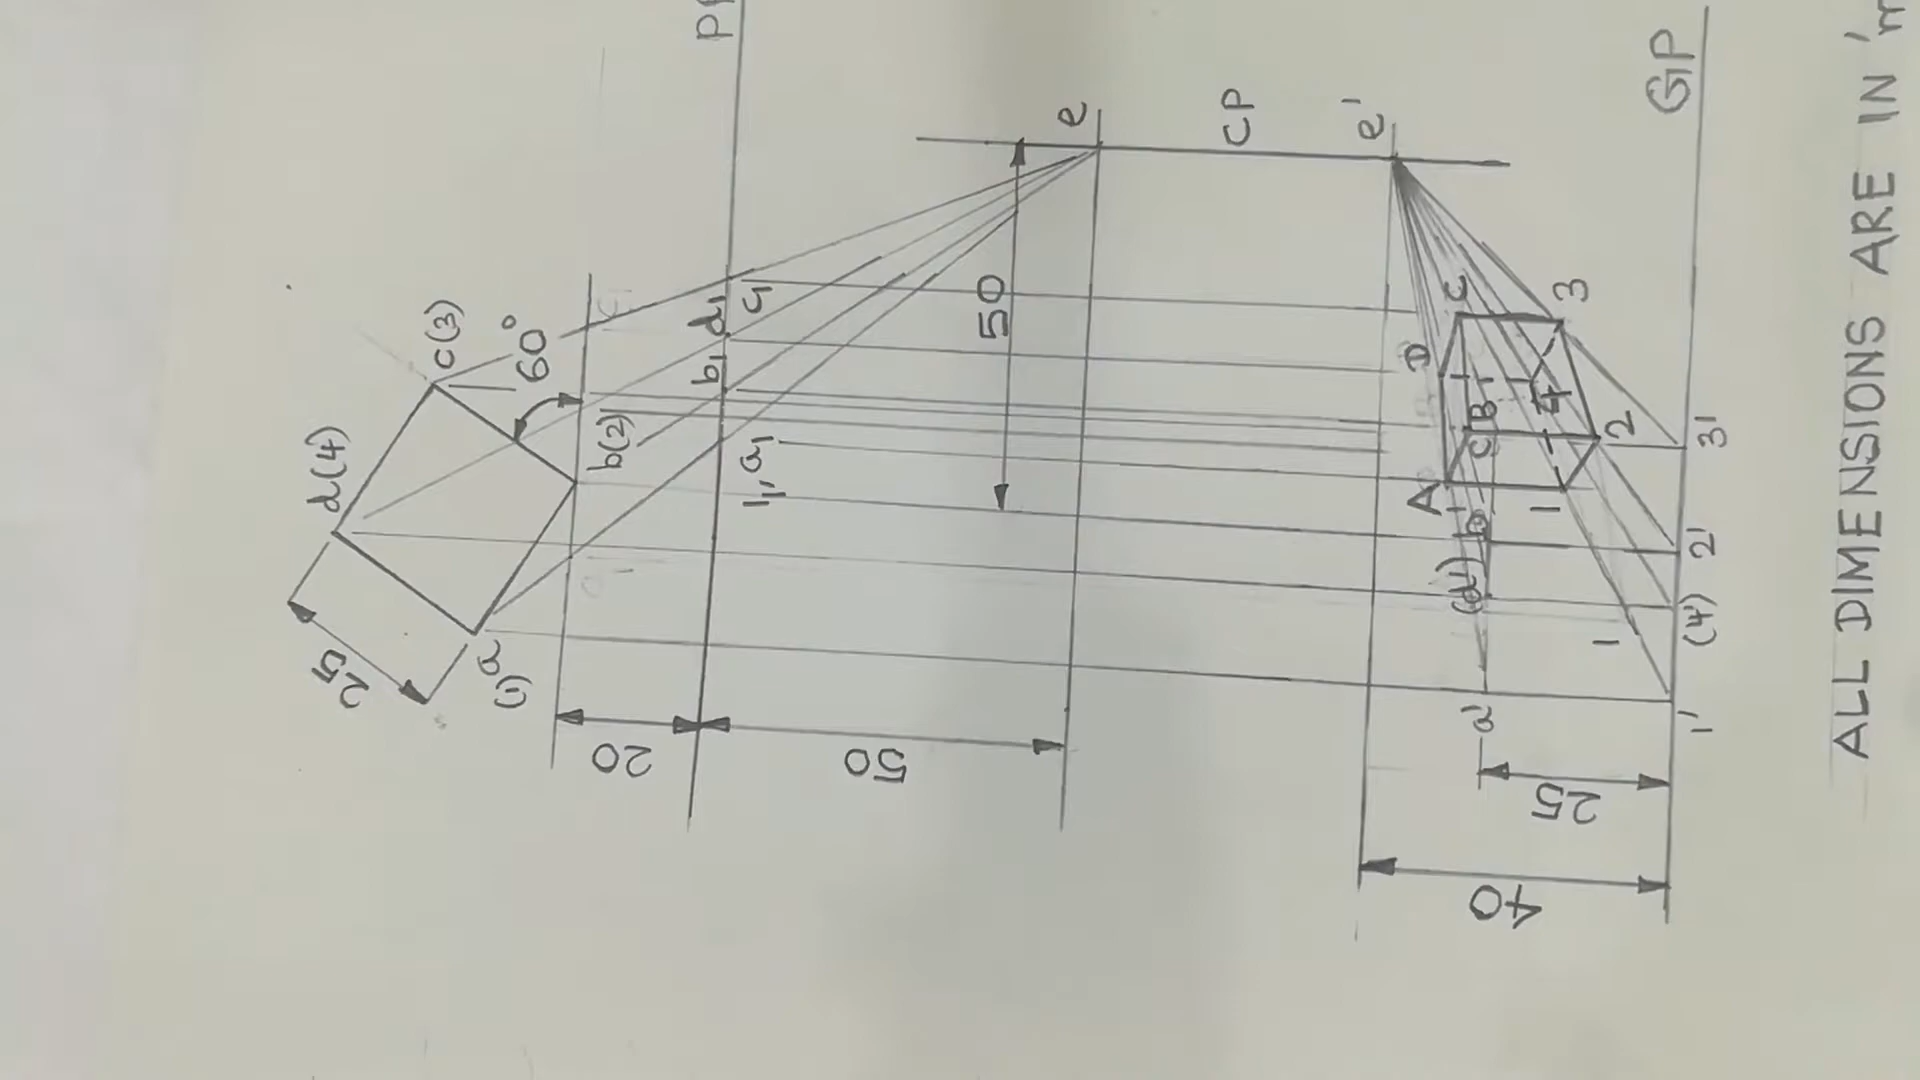 PP
d(4)
c(3)
60°
b(2)
a
(1)
25
20
50
b1
d1
c1
1, a1
50
e
CP
e'
GP
D
C
A
B
1
2
3
4
(d')
b'
c'
a'
1
1'
(4')
2'
3'
25
40
ALL DIMENSIONS ARE IN